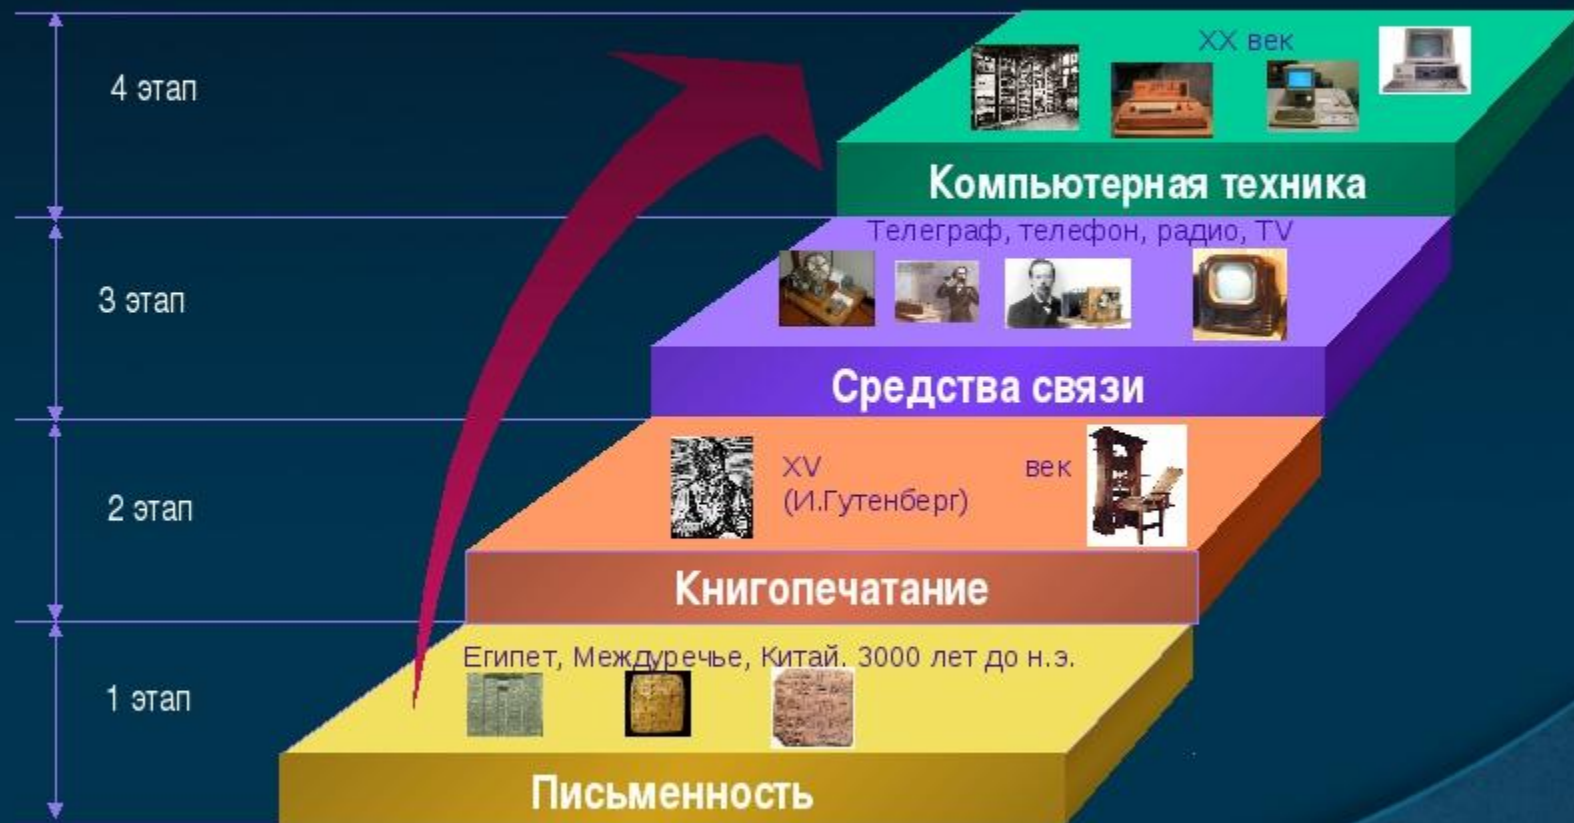 4 этап
XX век
Компьютерная техника
3 этап
Телеграф, телефон, радио, TV
Средства связи
2 этап
XV век
(И.Гутенберг)
Книгопечатание
1 этап
Египет, Междуречье, Китай. 3000 лет до н.э.
Письменность